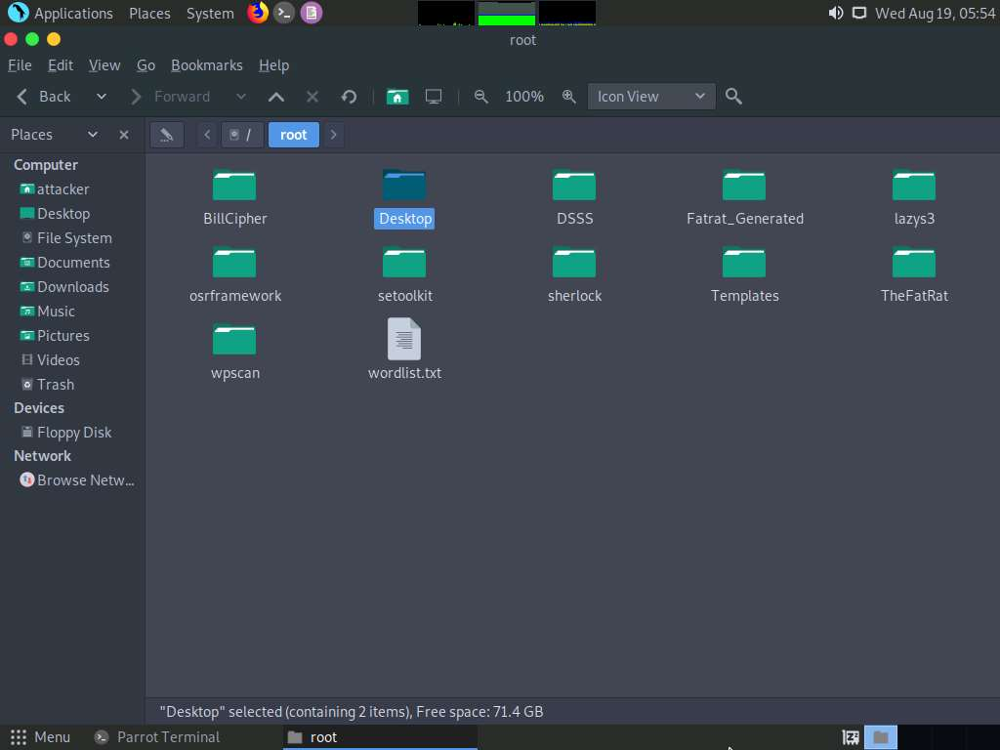 Applications Places System Wed Aug 19, 05:54
root
File Edit View Go Bookmarks Help
Back Forward 100% Icon View
Places / root
Computer
attacker
Desktop
File System
Documents
Downloads
Music
Pictures
Videos
Trash
Devices
Floppy Disk
Network
Browse Netw...
BillCipher Desktop DSSS Fatrat_Generated lazys3
osrframework setoolkit sherlock Templates TheFatRat
wpscan wordlist.txt
"Desktop" selected (containing 2 items), Free space: 71.4 GB
Menu Parrot Terminal root